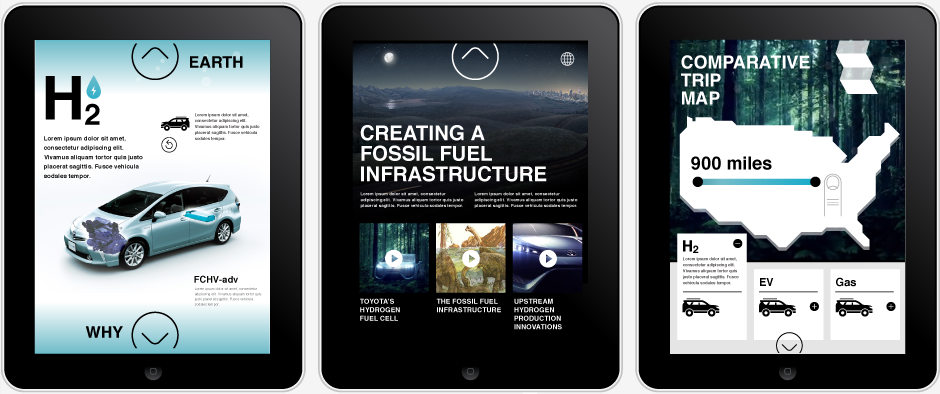 EARTH
H2
Lorem ipsum dolor sit amet,
consectetur adipiscing elit.
Vivamus aliquam tortor quis justo
placerat sagittis. Fusce vehicula
sodales tempor.
Lorem ipsum dolor sit amet,
consectetur adipiscing elit.
Vivamus aliquam tortor quis justo
placerat sagittis. Fusce vehicula
sodales tempor.
FCHV-adv
WHY
CREATING A
FOSSIL FUEL
INFRASTRUCTURE
Lorem ipsum dolor sit amet, consectetur
adipiscing elit. Vivamus aliquam tortor quis justo
placerat sagittis. Fusce vehicula sodales tempor.
Lorem ipsum dolor sit amet, consectetur
adipiscing elit. Vivamus aliquam tortor quis justo
placerat sagittis. Fusce vehicula sodales tempor.
TOYOTA'S
HYDROGEN
FUEL CELL
THE FOSSIL FUEL
INFRASTRUCTURE
UPSTREAM
HYDROGEN
PRODUCTION
INNOVATIONS
COMPARATIVE
TRIP
MAP
900 miles
H2
Lorem ipsum dolor sit amet,
consectetur adipiscing elit.
Vivamus aliquam tortor quis justo
placerat sagittis. Fusce vehicula
sodales tempor.
EV
Gas